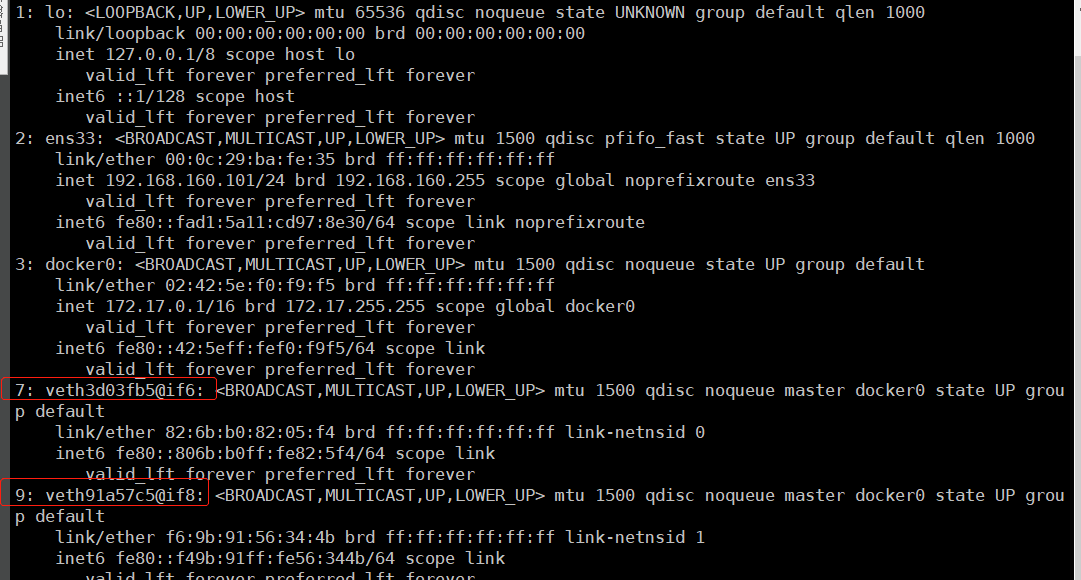 1: lo: <LOOPBACK,UP,LOWER_UP> mtu 65536 qdisc noqueue state UNKNOWN group default qlen 1000
link/loopback 00:00:00:00:00:00 brd 00:00:00:00:00:00
inet 127.0.0.1/8 scope host lo
valid_lft forever preferred_lft forever
inet6 ::1/128 scope host
valid_lft forever preferred_lft forever
2: ens33: <BROADCAST,MULTICAST,UP,LOWER_UP> mtu 1500 qdisc pfifo_fast state UP group default qlen 1000
link/ether 00:0c:29:ba:fe:35 brd ff:ff:ff:ff:ff:ff
inet 192.168.160.101/24 brd 192.168.160.255 scope global noprefixroute ens33
valid_lft forever preferred_lft forever
inet6 fe80::fad1:5a11:cd97:8e30/64 scope link noprefixroute
valid_lft forever preferred_lft forever
3: docker0: <BROADCAST,MULTICAST,UP,LOWER_UP> mtu 1500 qdisc noqueue state UP group default
link/ether 02:42:5e:f0:f9:f5 brd ff:ff:ff:ff:ff:ff
inet 172.17.0.1/16 brd 172.17.255.255 scope global docker0
valid_lft forever preferred_lft forever
inet6 fe80::42:5eff:fef0:f9f5/64 scope link
valid_lft forever preferred_lft forever
7: veth3d03fb5@if6: <BROADCAST,MULTICAST,UP,LOWER_UP> mtu 1500 qdisc noqueue master docker0 state UP grou
p default
link/ether 82:6b:b0:82:05:f4 brd ff:ff:ff:ff:ff:ff link-netnsid 0
inet6 fe80::806b:b0ff:fe82:5f4/64 scope link
valid_lft forever preferred_lft forever
9: veth91a57c5@if8: <BROADCAST,MULTICAST,UP,LOWER_UP> mtu 1500 qdisc noqueue master docker0 state UP grou
p default
link/ether f6:9b:91:56:34:4b brd ff:ff:ff:ff:ff:ff link-netnsid 1
inet6 fe80::f49b:91ff:fe56:344b/64 scope link
valid_lft forever preferred_lft forever